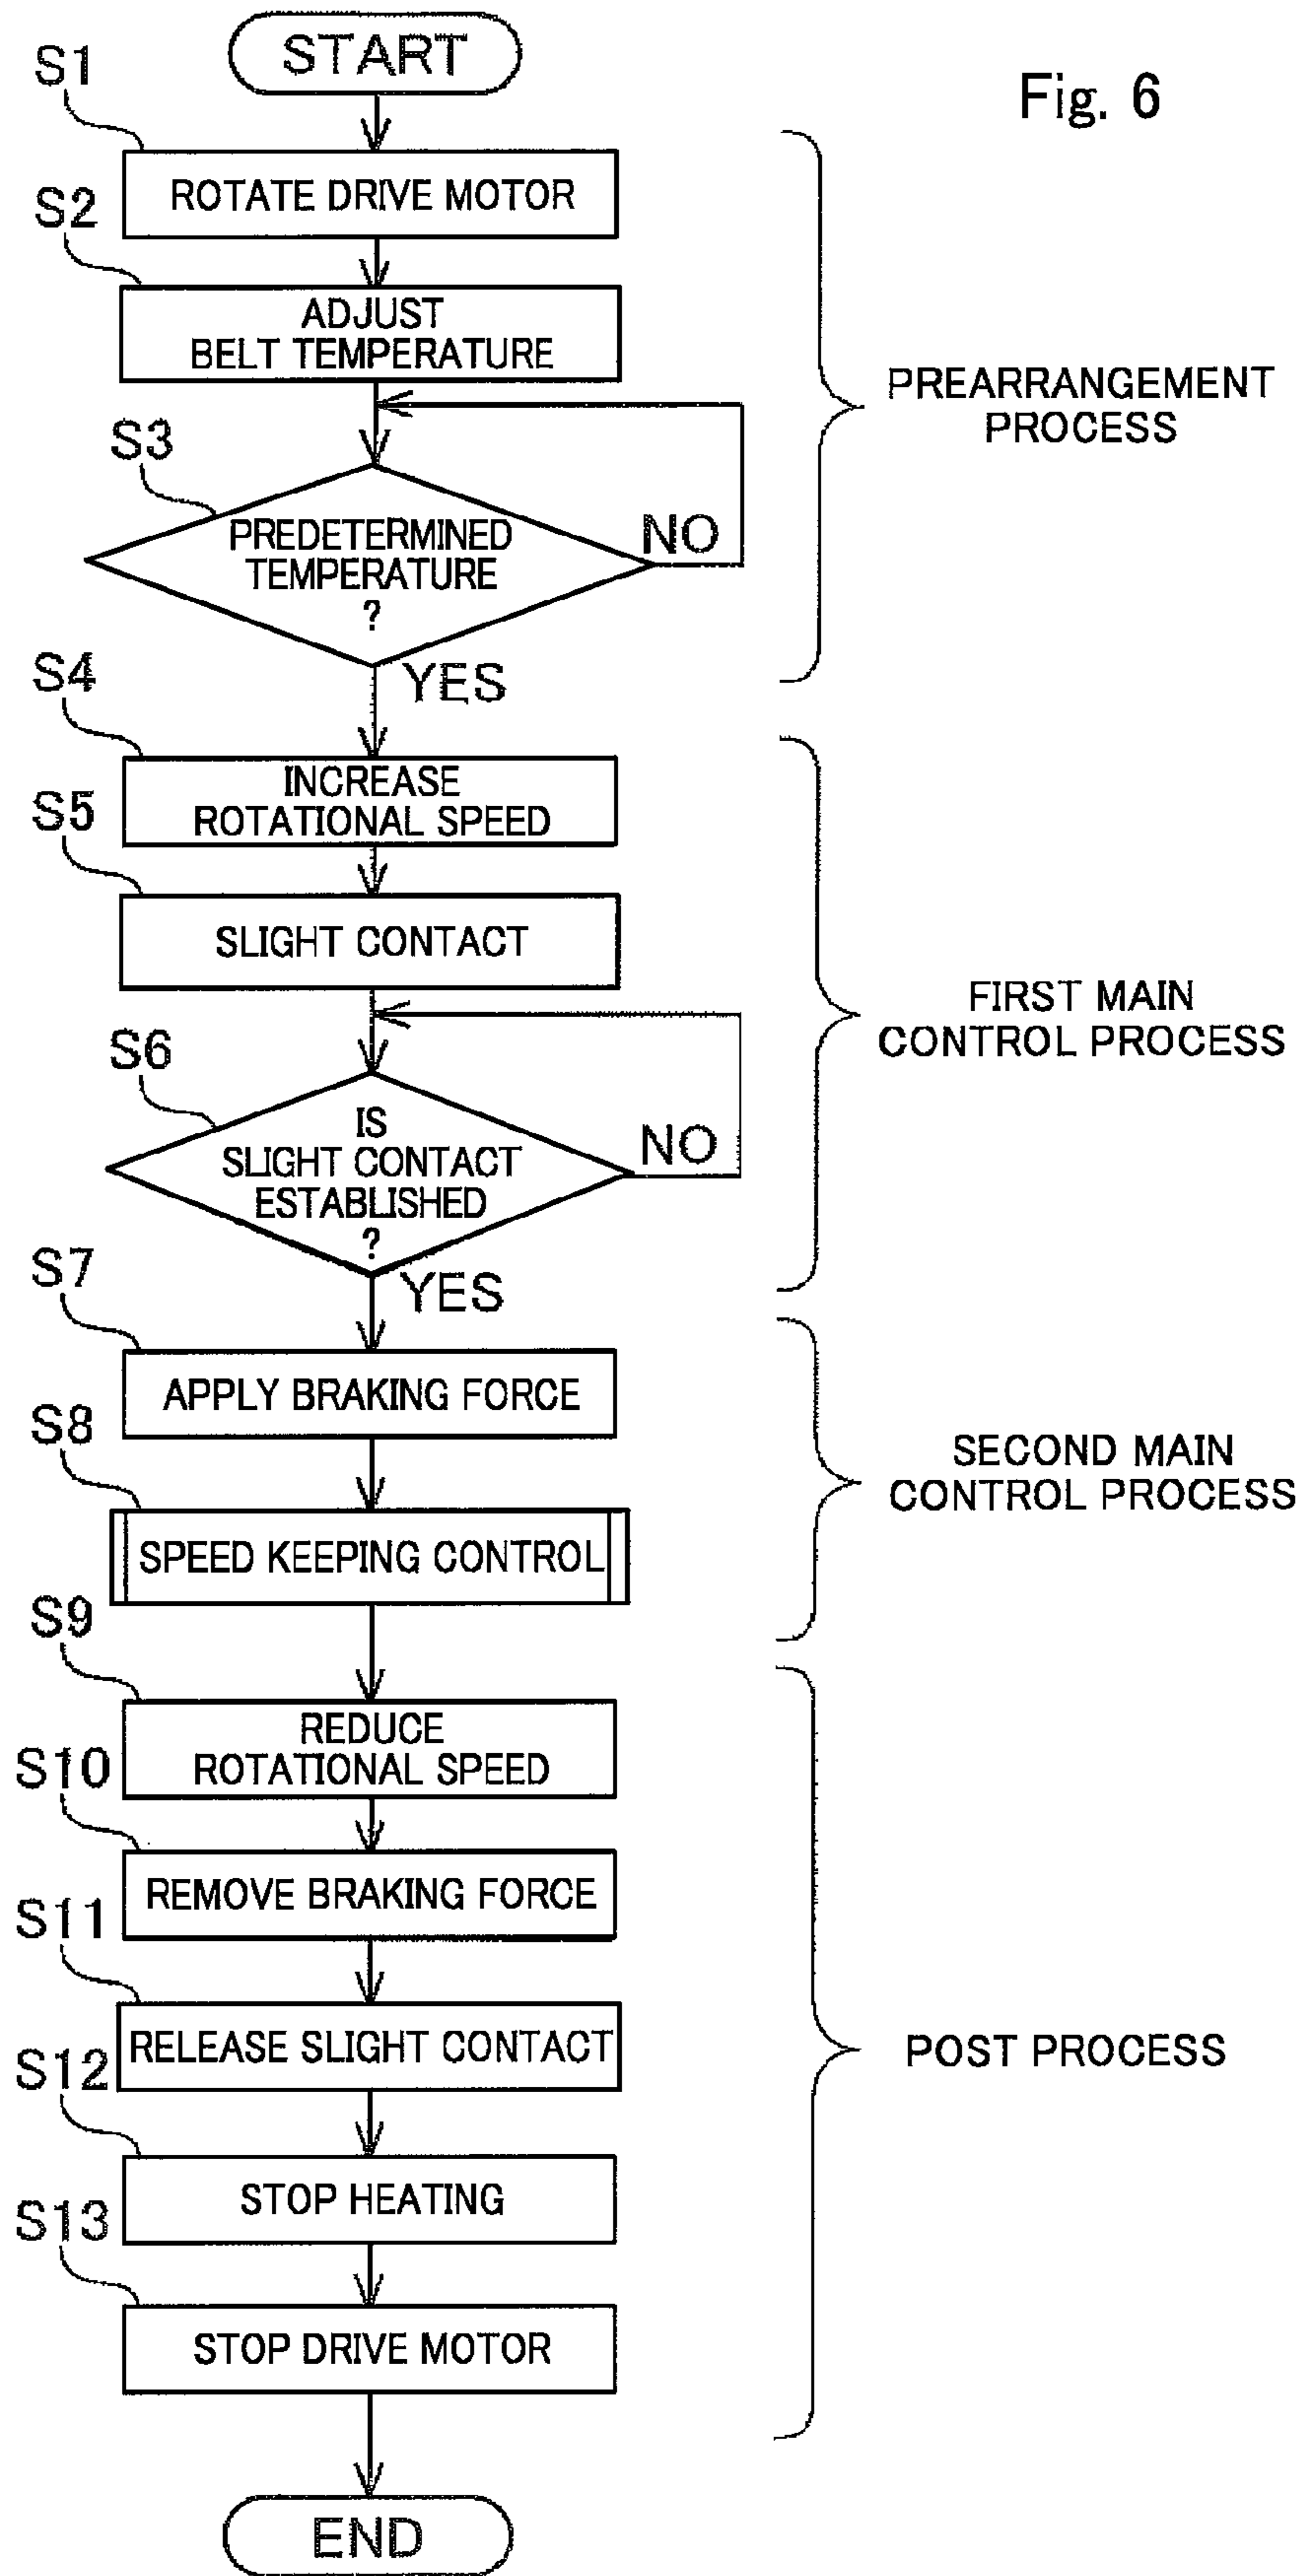 START
Fig. 6
S1
ROTATE DRIVE MOTOR
S2
ADJUST
BELT TEMPERATURE
PREARRANGEMENT
PROCESS
S3
PREDETERMINED
TEMPERATURE
?
NO
YES
S4
INCREASE
ROTATIONAL SPEED
S5
SLIGHT CONTACT
FIRST MAIN
CONTROL PROCESS
S6
IS
SLIGHT CONTACT
ESTABLISHED
?
NO
YES
S7
APPLY BRAKING FORCE
S8
SPEED KEEPING CONTROL
SECOND MAIN
CONTROL PROCESS
S9
REDUCE
ROTATIONAL SPEED
S10
REMOVE BRAKING FORCE
S11
RELEASE SLIGHT CONTACT
POST PROCESS
S12
STOP HEATING
S13
STOP DRIVE MOTOR
END